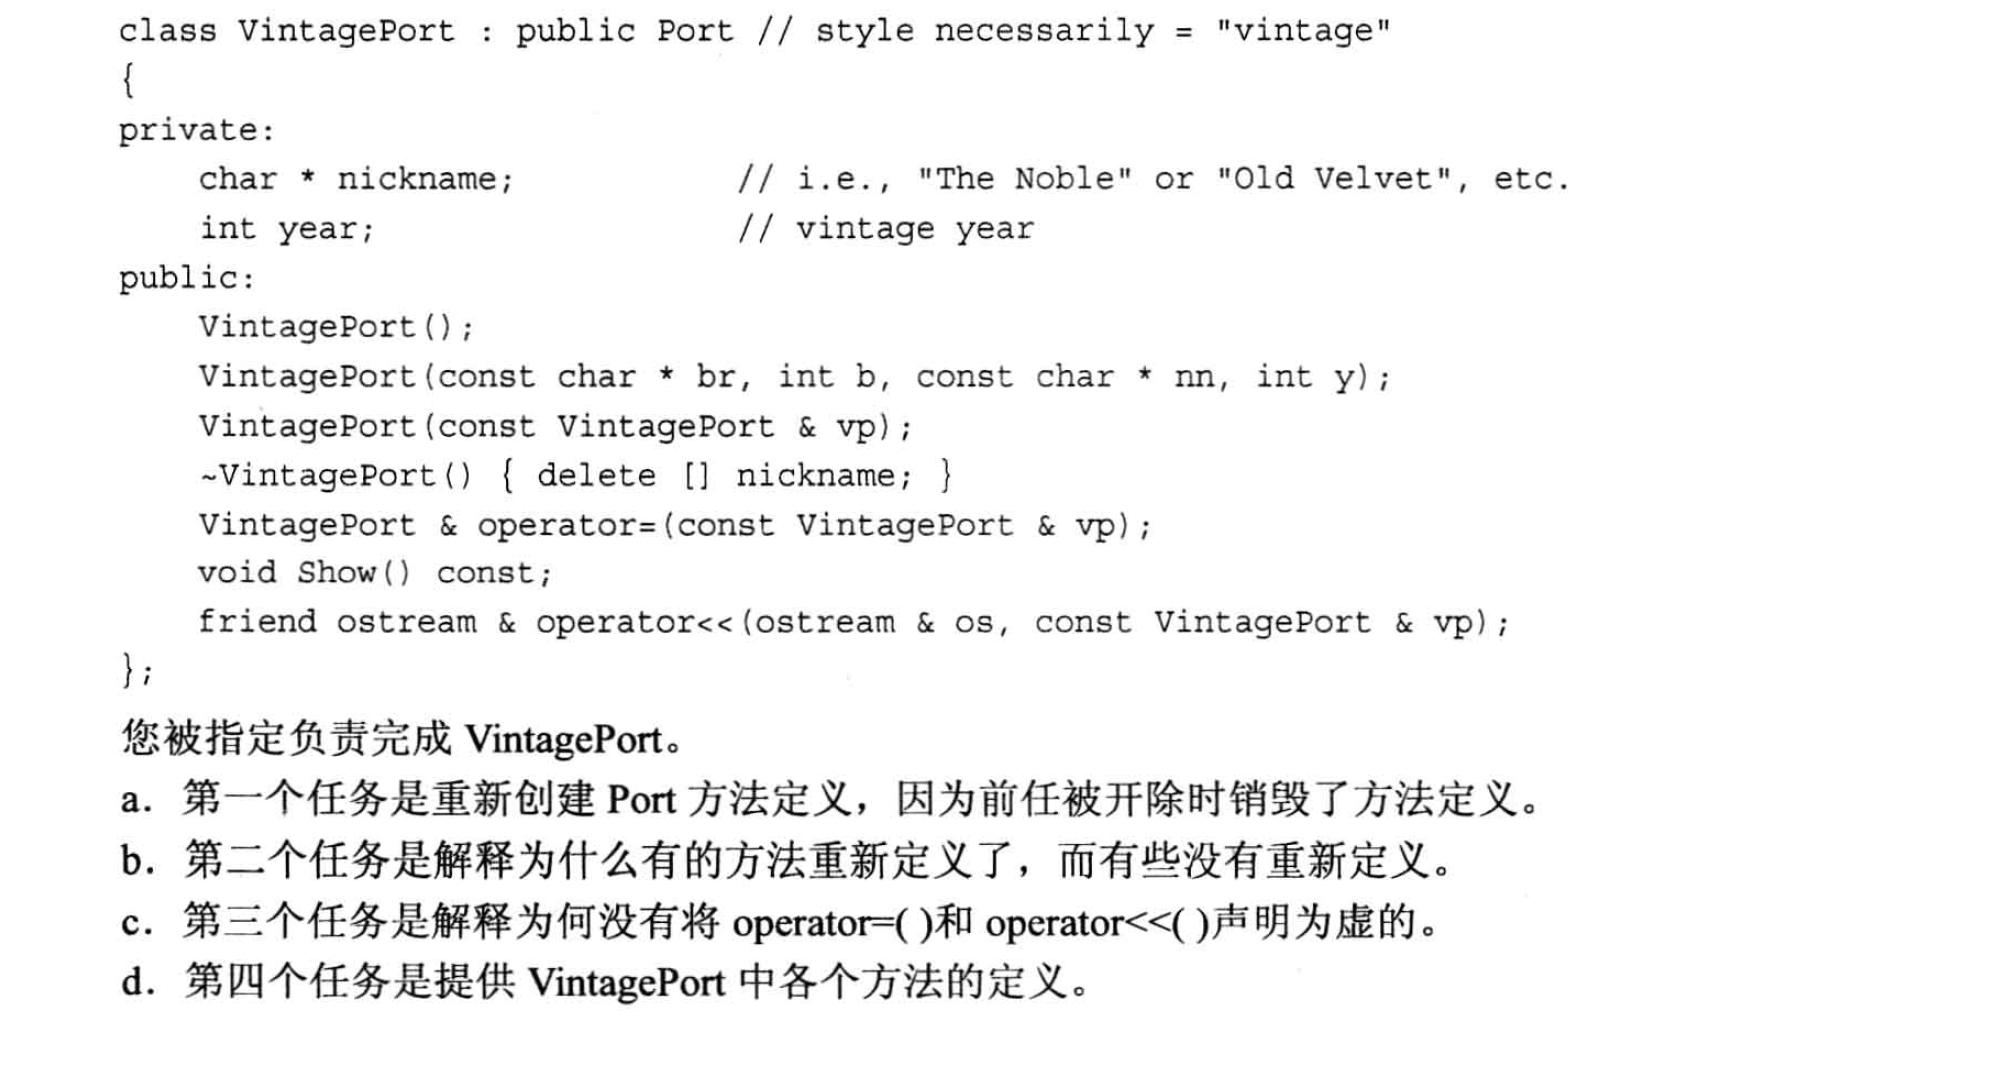 class VintagePort : public Port // style necessarily = "vintage"
{
private:
    char * nickname;           // i.e., "The Noble" or "Old Velvet", etc.
    int year;                  // vintage year
public:
    VintagePort();
    VintagePort(const char * br, int b, const char * nn, int y);
    VintagePort(const VintagePort & vp);
    ~VintagePort() { delete [] nickname; }
    VintagePort & operator=(const VintagePort & vp);
    void Show() const;
    friend ostream & operator<<(ostream & os, const VintagePort & vp);
};
您被指定负责完成 VintagePort。
a. 第一个任务是重新创建 Port 方法定义，因为前任被开除时销毁了方法定义。
b. 第二个任务是解释为什么有的方法重新定义了，而有些没有重新定义。
c. 第三个任务是解释为何没有将 operator=( )和 operator<<( )声明为虚的。
d. 第四个任务是提供 VintagePort 中各个方法的定义。